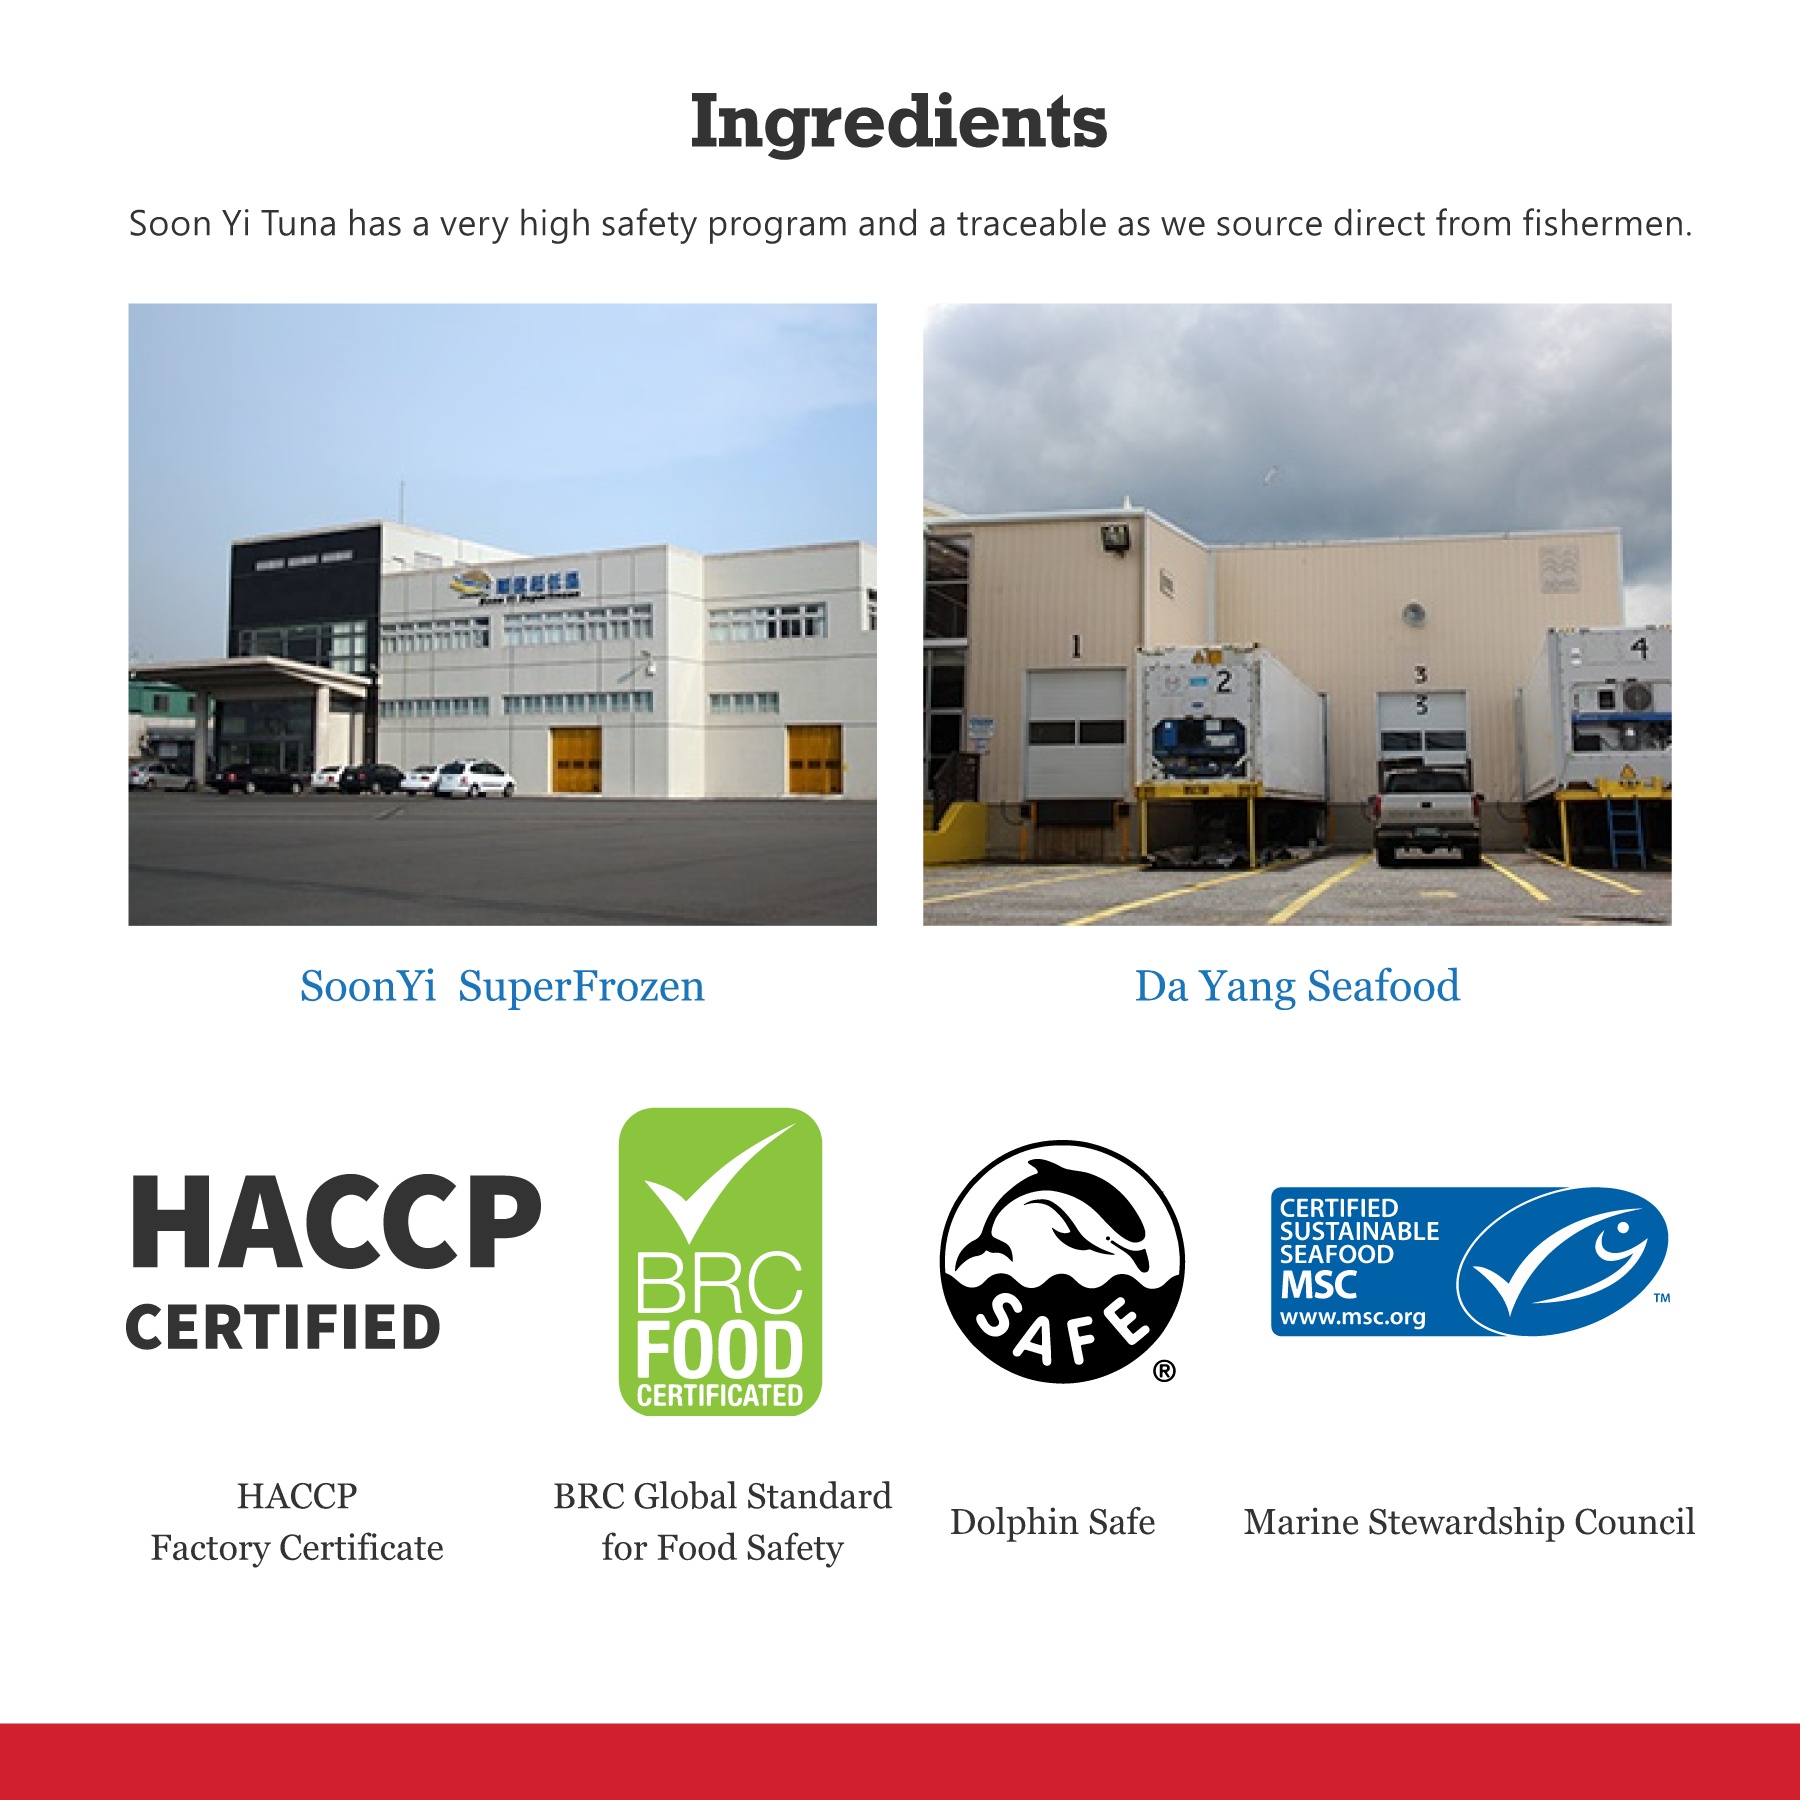 Ingredients
Soon Yi Tuna has a very high safety program and a traceable as we source direct from fishermen.
1
2
3
3
4
SoonYi SuperFrozen
Da Yang Seafood
HACCP
CERTIFIED
BRC
FOOD
CERTIFICATED
SAFE
®
CERTIFIED
SUSTAINABLE
SEAFOOD
MSC
www.msc.org
™
HACCP
Factory Certificate
BRC Global Standard
for Food Safety
Dolphin Safe
Marine Stewardship Council